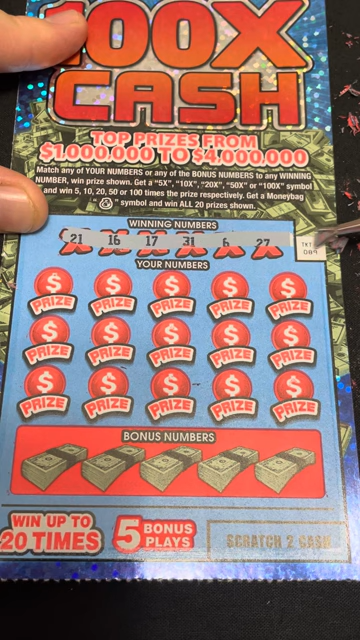 100X
CASH
TOP PRIZES FROM
$1,000,000 TO $4,000,000
Match any of YOUR NUMBERS or any of the BONUS NUMBERS to any WINNING
NUMBER, win prize shown. Get a "5X", "10X", "20X", "50X" or "100X" symbol
and win 5, 10, 20, 50 or 100 times the prize respectively. Get a Moneybag
" " symbol and win ALL 20 prizes shown.
WINNING NUMBERS
21 16 17 31 6 27
TKT
089
YOUR NUMBERS
$ $ $ $ $
PRIZE PRIZE PRIZE PRIZE PRIZE
$ $ $ $ $
PRIZE PRIZE PRIZE PRIZE PRIZE
$ $ $ $ $
PRIZE PRIZE PRIZE PRIZE PRIZE
BONUS NUMBERS
WIN UP TO
20 TIMES
5 BONUS
PLAYS
SCRATCH 2 CASH